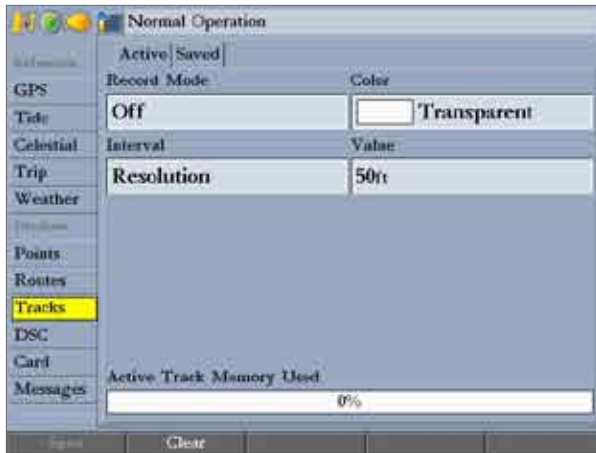 Normal Operation
Active Saved
Record Mode
Color
Off
Transparent
Interval
Value
Resolution
50ft
GPS
Tide
Celestial
Trip
Weather
Points
Routes
Tracks
DSC
Card
Messages
Active Track Memory Used
0%
Clear